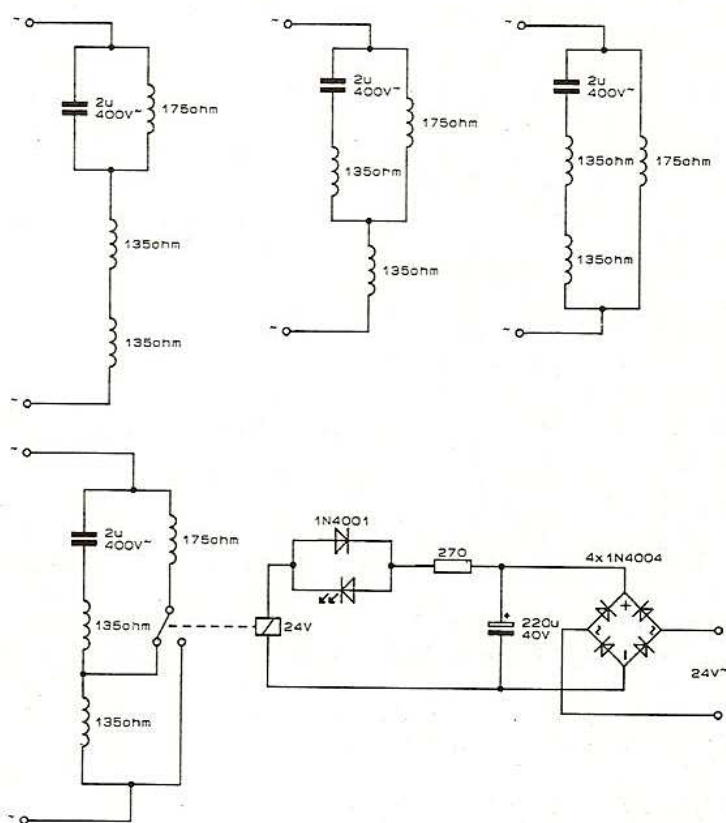 ~
2u
400V~
175ohm
135ohm
135ohm
~
~
2u
400V~
175ohm
135ohm
135ohm
~
~
2u
400V~
135ohm
175ohm
135ohm
~
~
2u
400V~
175ohm
135ohm
135ohm
~
24V
1N4001
270
+
220u
40V
4x1N4004
+
~
~
-
24V~